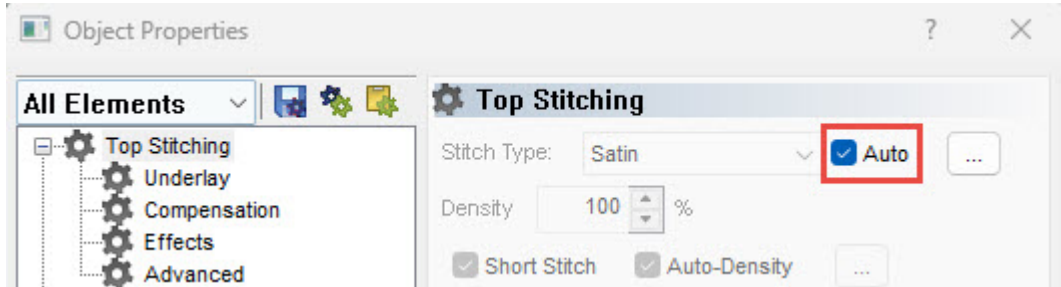 Object Properties
All Elements
Top Stitching
Underlay
Compensation
Effects
Advanced
Top Stitching
Stitch Type: Satin Auto ...
Density 100 %
Short Stitch Auto-Density ...